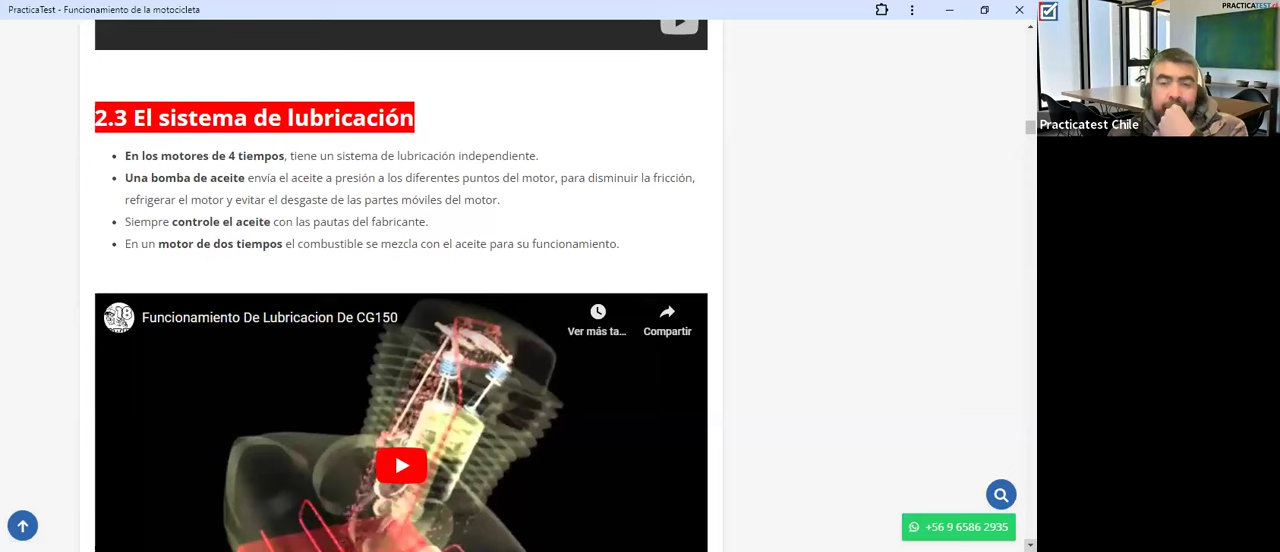 PracticaTest - Funcionamiento de la motocicleta
PRACTICATEST
Practicatest Chile
2.3 El sistema de lubricación
En los motores de 4 tiempos, tiene un sistema de lubricación independiente.
Una bomba de aceite envía el aceite a presión a los diferentes puntos del motor, para disminuir la fricción,
refrigerar el motor y evitar el desgaste de las partes móviles del motor.
Siempre controle el aceite con las pautas del fabricante.
En un motor de dos tiempos el combustible se mezcla con el aceite para su funcionamiento.
Funcionamiento De Lubricacion De CG150
Ver más ta...
Compartir
+56 9 6586 2935